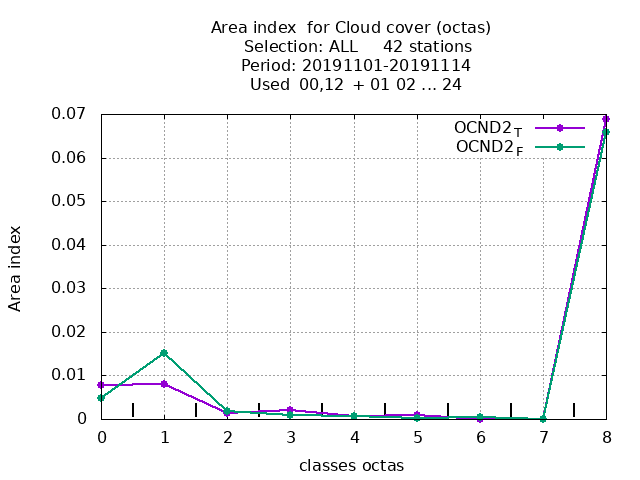 Area index  for Cloud cover (octas)
Selection: ALL     42 stations
Period: 20191101-20191114
Used  00,12  + 01 02 ... 24
OCND2T
OCND2F
0.07
0.06
0.05
0.04
0.03
0.02
0.01
0
Area index
0 1 2 3 4 5 6 7 8
classes octas